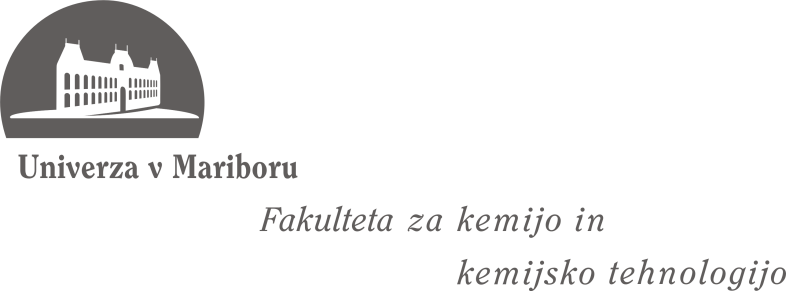 Univerza v Mariboru
Fakulteta za kemijo in
kemijsko tehnologijo